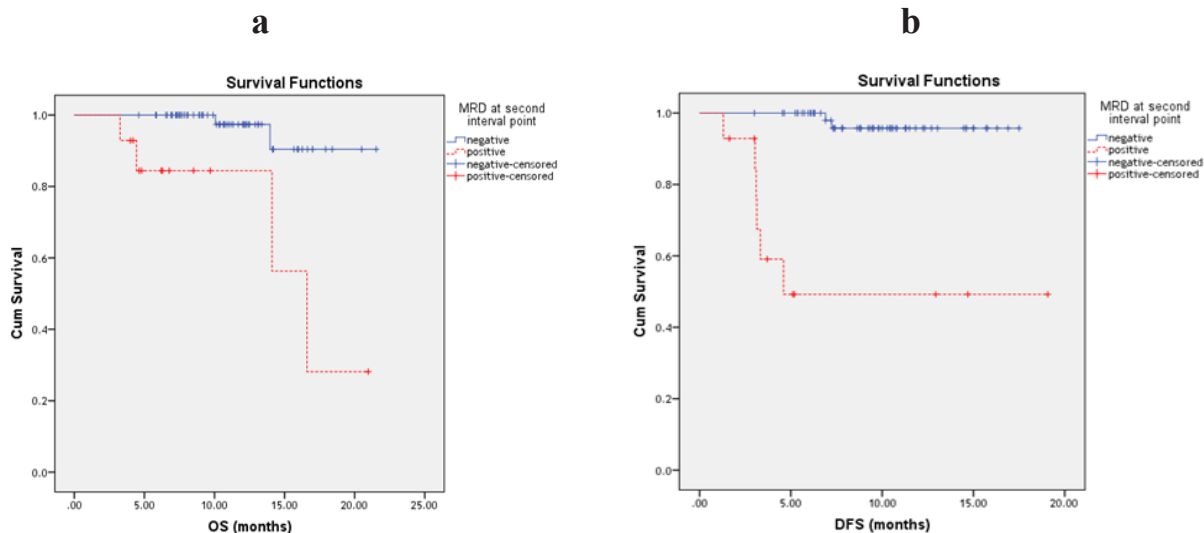 a
Survival Functions
MRD at second
interval point
negative
positive
negative-censored
positive-censored
1.0
0.8
0.6
0.4
0.2
0.0
Cum Survival
.00 5.00 10.00 15.00 20.00 25.00
OS (months)
b
Survival Functions
MRD at second
interval point
negative
positive
negative-censored
positive-censored
1.0
0.8
0.6
0.4
0.2
0.0
Cum Survival
.00 5.00 10.00 15.00 20.00
DFS (months)